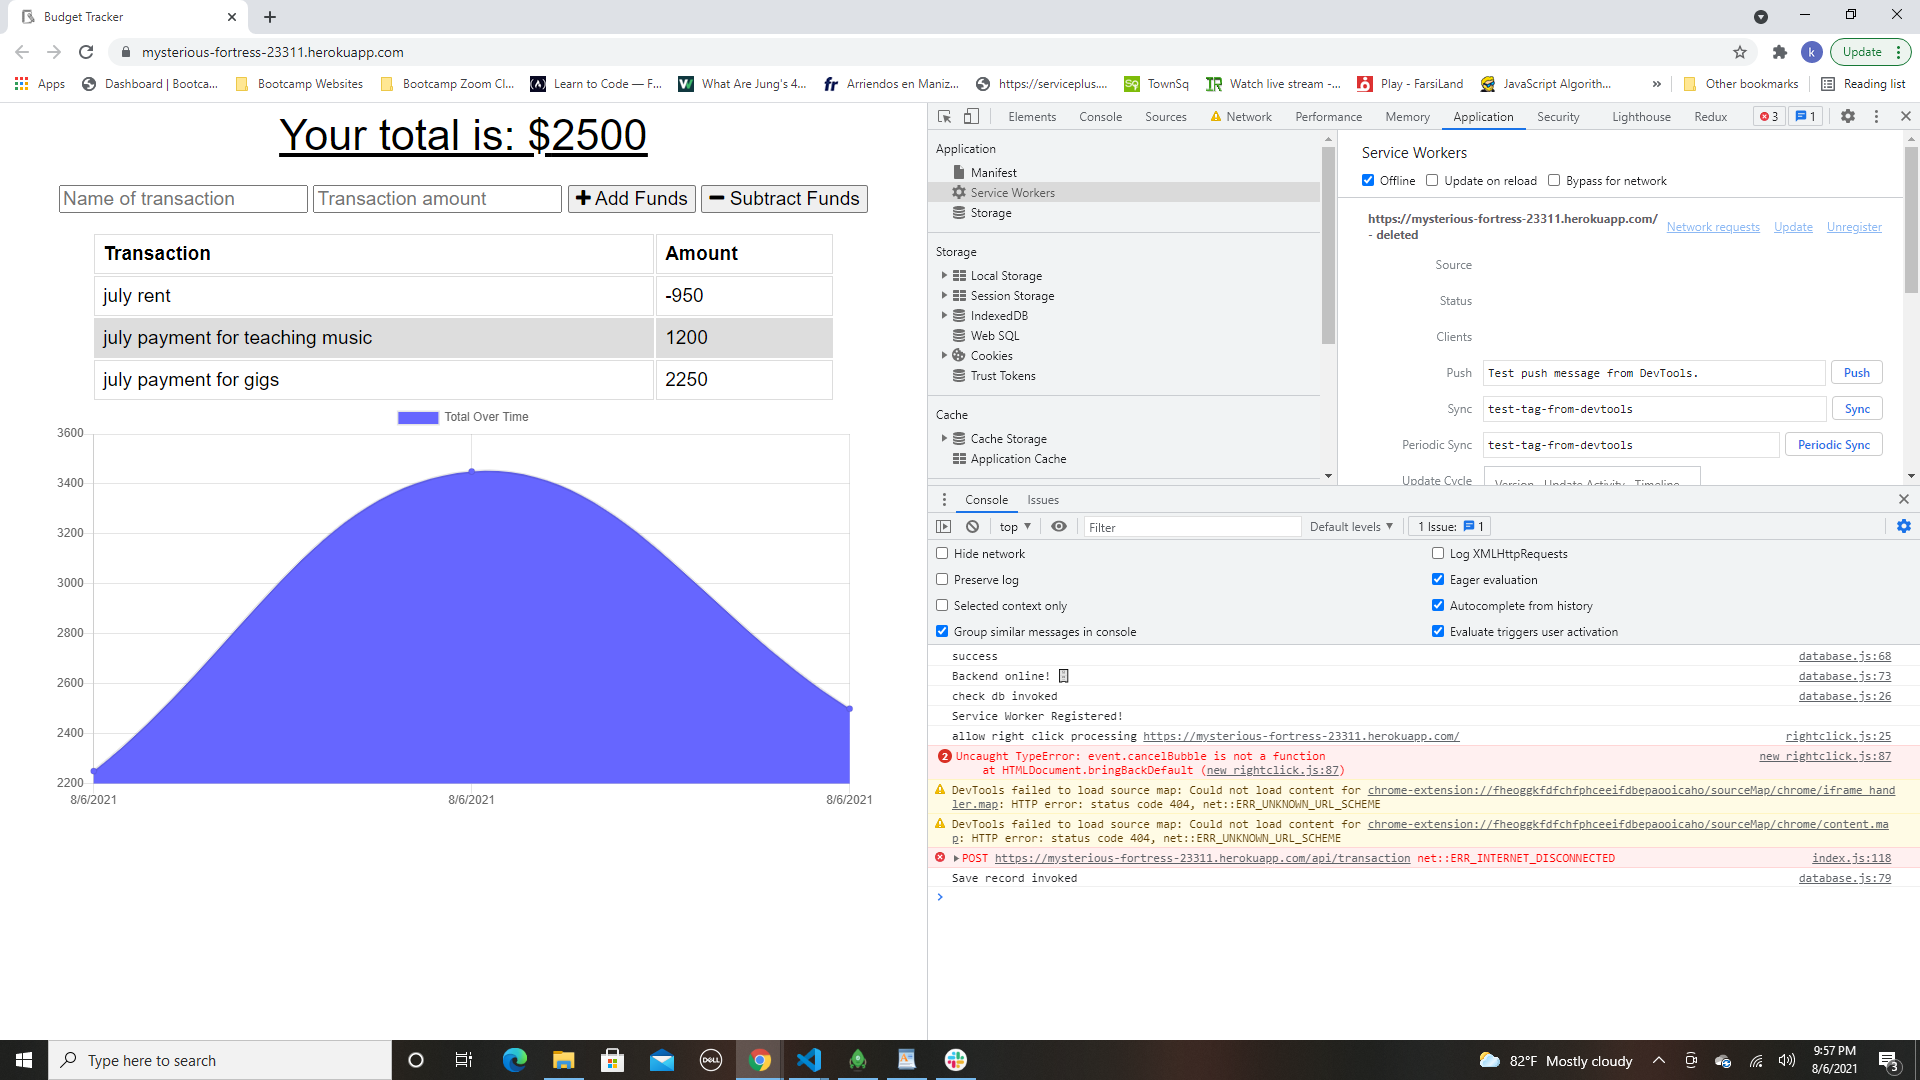 Budget Tracker
mysterious-fortress-23311.herokuapp.com
k
Update
Apps
Dashboard | Bootca...
Bootcamp Websites
Bootcamp Zoom Cl...
Learn to Code — F...
What Are Jung's 4...
Arriendos en Maniz...
https://serviceplus....
TownSq
Watch live stream -...
Play - FarsiLand
JavaScript Algorith...
»
Other bookmarks
Reading list
Your total is: $2500
Name of transaction
Transaction amount
Add Funds
Subtract Funds
Transaction Amount
july rent -950
july payment for teaching music 1200
july payment for gigs 2250
Total Over Time
3600
3400
3200
3000
2800
2600
2400
2200
8/6/2021 8/6/2021 8/6/2021
Elements Console Sources Network Performance Memory Application Security Lighthouse Redux 3 1
Application
Manifest
Service Workers
Storage
Storage
Local Storage
Session Storage
IndexedDB
Web SQL
Cookies
Trust Tokens
Cache
Cache Storage
Application Cache
Service Workers
Offline Update on reload Bypass for network
https://mysterious-fortress-23311.herokuapp.com/
- deleted
Network requests Update Unregister
Source
Status
Clients
Push Test push message from DevTools. Push
Sync test-tag-from-devtools Sync
Periodic Sync test-tag-from-devtools Periodic Sync
Update Cycle Version Update Activity Timeline
Console Issues
top Filter Default levels 1 Issue: 1
Hide network Log XMLHttpRequests
Preserve log Eager evaluation
Selected context only Autocomplete from history
Group similar messages in console Evaluate triggers user activation
success database.js:68
Backend online! database.js:73
check db invoked database.js:26
Service Worker Registered!
allow right click processing https://mysterious-fortress-23311.herokuapp.com/ rightclick.js:25
2 Uncaught TypeError: event.cancelBubble is not a function new_rightclick.js:87
at HTMLDocument.bringBackDefault (new_rightclick.js:87)
DevTools failed to load source map: Could not load content for chrome-extension://fheoggkfdfchfphceeifdbepaooicaho/sourceMap/chrome/iframe_hand
ler.map: HTTP error: status code 404, net::ERR_UNKNOWN_URL_SCHEME
DevTools failed to load source map: Could not load content for chrome-extension://fheoggkfdfchfphceeifdbepaooicaho/sourceMap/chrome/content.ma
p: HTTP error: status code 404, net::ERR_UNKNOWN_URL_SCHEME
POST https://mysterious-fortress-23311.herokuapp.com/api/transaction net::ERR_INTERNET_DISCONNECTED index.js:118
Save record invoked database.js:79
Type here to search
DELL
82°F Mostly cloudy
9:57 PM
8/6/2021
3